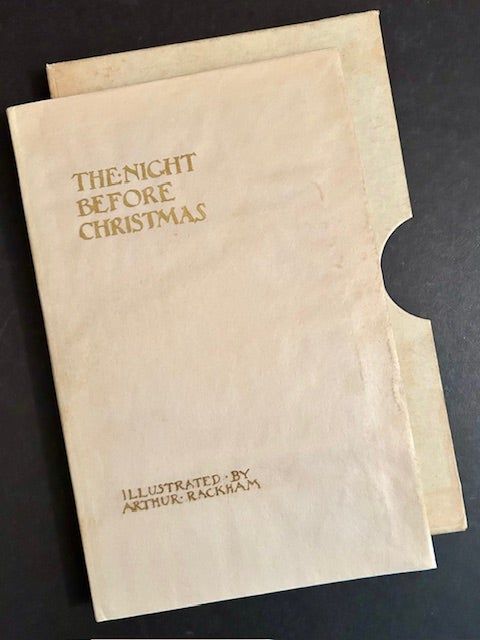 THE·NIGHT
BEFORE
CHRISTMAS
ILLUSTRATED·BY
ARTHUR·RACKHAM